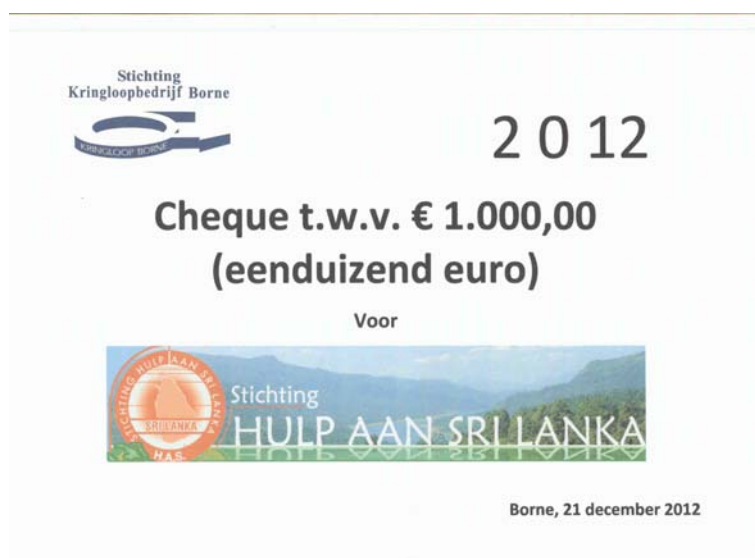 Stichting
Kringloopbedrijf Borne
KRINGLOOP BORNE
2 0 12
Cheque t.w.v. € 1.000,00
(eenduizend euro)
Voor
STICHTING HULP AAN SRI LANKA
SRI LANKA
H.A.S.
Stichting
HULP AAN SRI LANKA
Borne, 21 december 2012